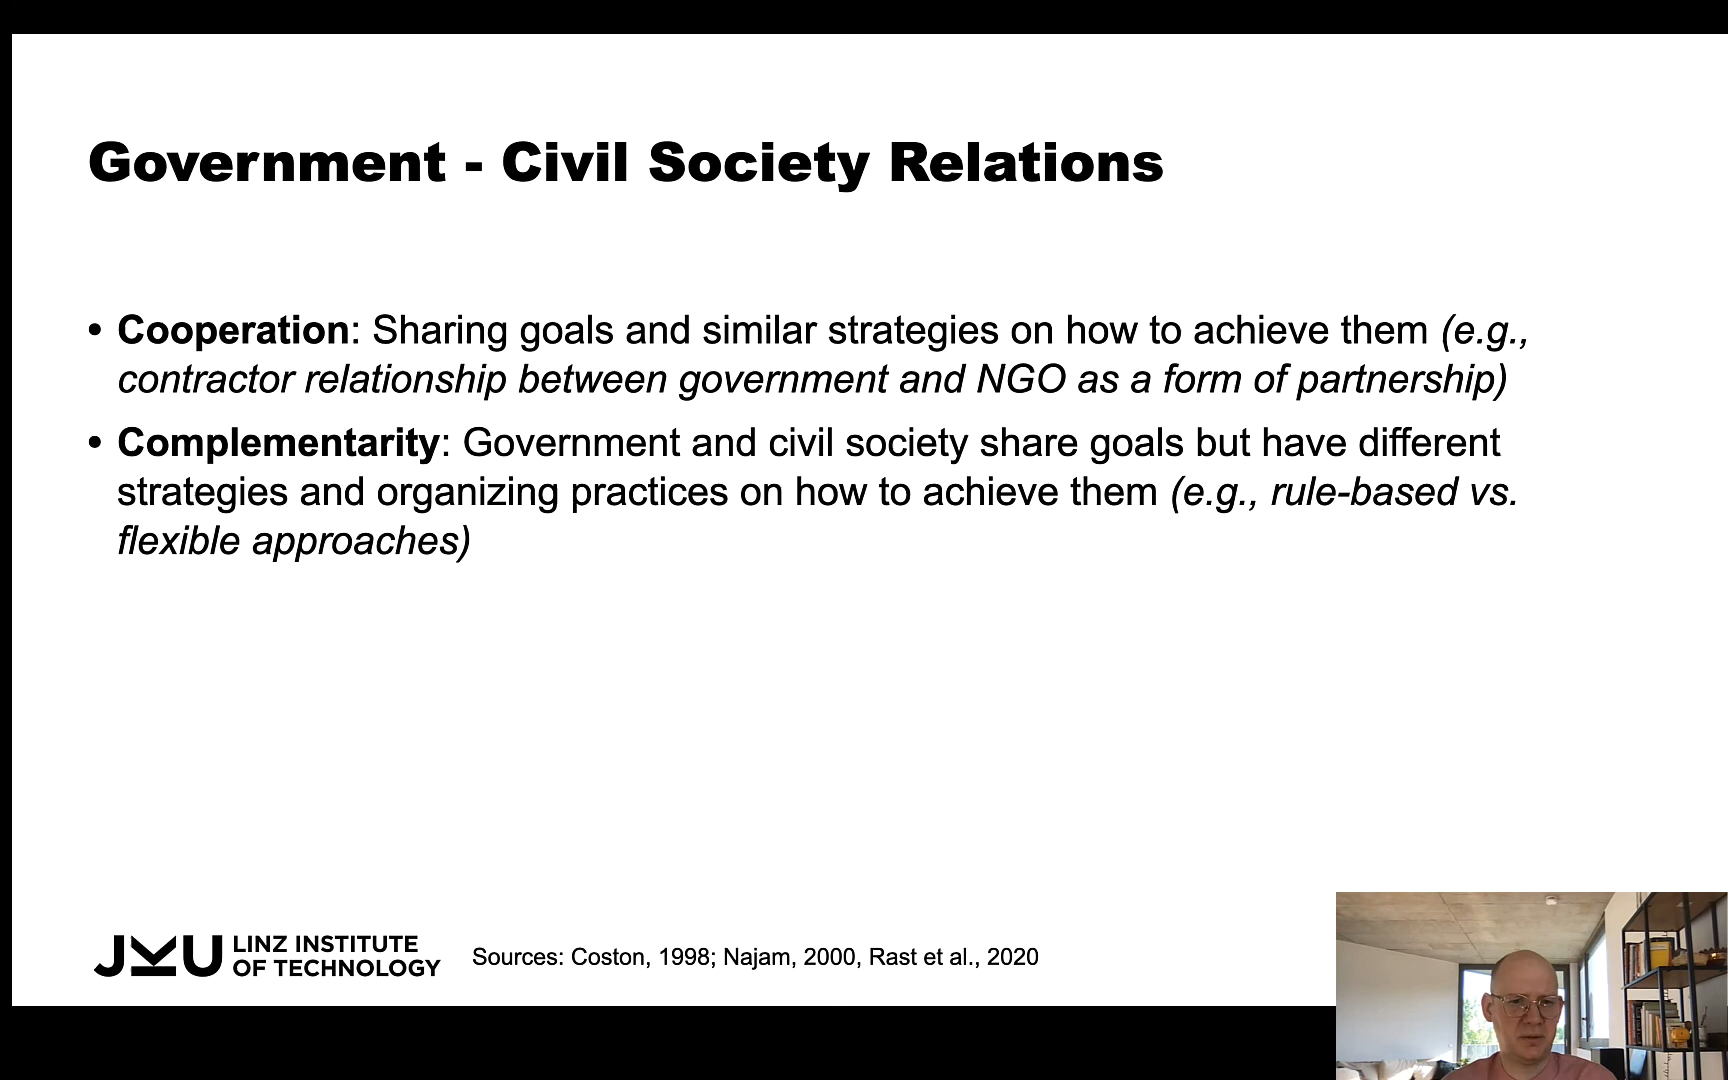 Government - Civil Society Relations
• Cooperation: Sharing goals and similar strategies on how to achieve them (e.g.,
contractor relationship between government and NGO as a form of partnership)
• Complementarity: Government and civil society share goals but have different
strategies and organizing practices on how to achieve them (e.g., rule-based vs.
flexible approaches)
JKU LINZ INSTITUTE
OF TECHNOLOGY
Sources: Coston, 1998; Najam, 2000, Rast et al., 2020